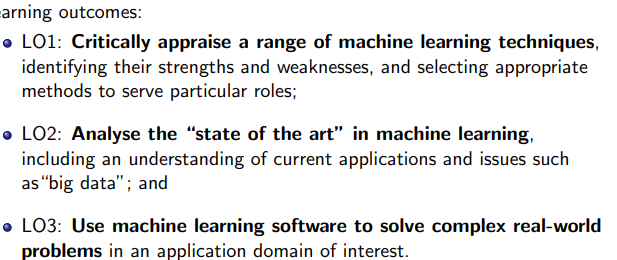 earning outcomes:
LO1: Critically appraise a range of machine learning techniques,
identifying their strengths and weaknesses, and selecting appropriate
methods to serve particular roles;
LO2: Analyse the “state of the art” in machine learning,
including an understanding of current applications and issues such
as“big data”; and
LO3: Use machine learning software to solve complex real-world
problems in an application domain of interest.